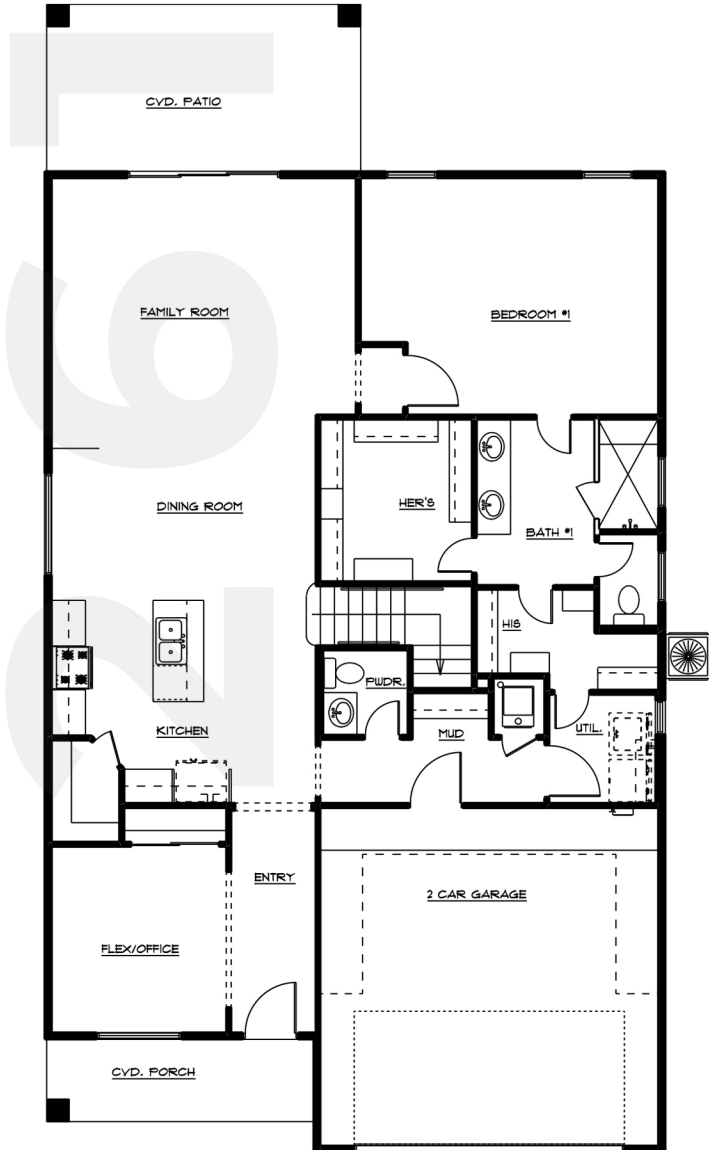 CVD. PATIO
FAMILY ROOM
BEDROOM #1
DINING ROOM
HER'S
BATH #1
HIS
PWDR.
KITCHEN
MUD
UTIL.
ENTRY
2 CAR GARAGE
FLEX/OFFICE
CVD. PORCH
261